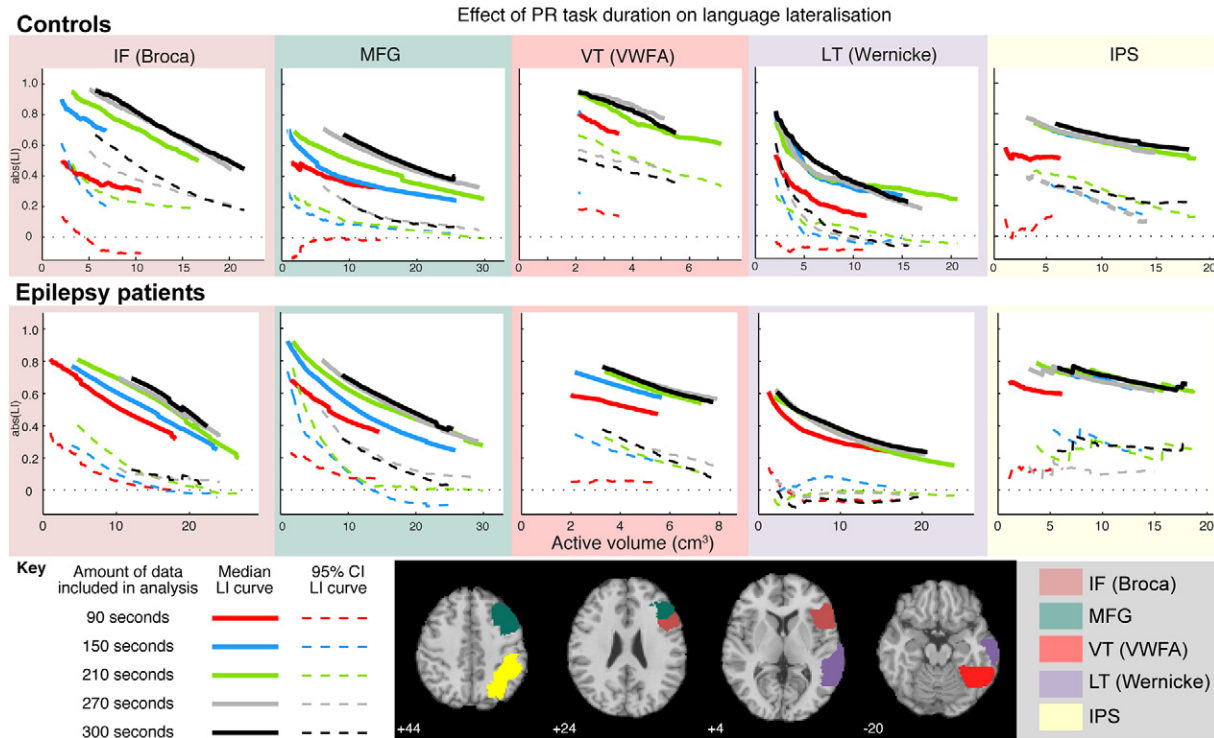 Effect of PR task duration on language lateralisation
Controls
IF (Broca)
MFG
VT (VWFA)
LT (Wernicke)
IPS
abs(LI)
1.0
0.8
0.6
0.4
0.2
0
0 5 10 15 20
0 10 20 30
0 2 4 6
0 5 10 15 20
0 5 10 15 20
Epilepsy patients
abs(LI)
1.0
0.8
0.6
0.4
0.2
0
0 10 20
0 10 20 30
0 2 4 6 8
0 10 20
0 5 10 15 20
Active volume (cm³)
Key
Amount of data included in analysis
Median LI curve
95% CI LI curve
90 seconds
150 seconds
210 seconds
270 seconds
300 seconds
+44
+24
+4
-20
IF (Broca)
MFG
VT (VWFA)
LT (Wernicke)
IPS